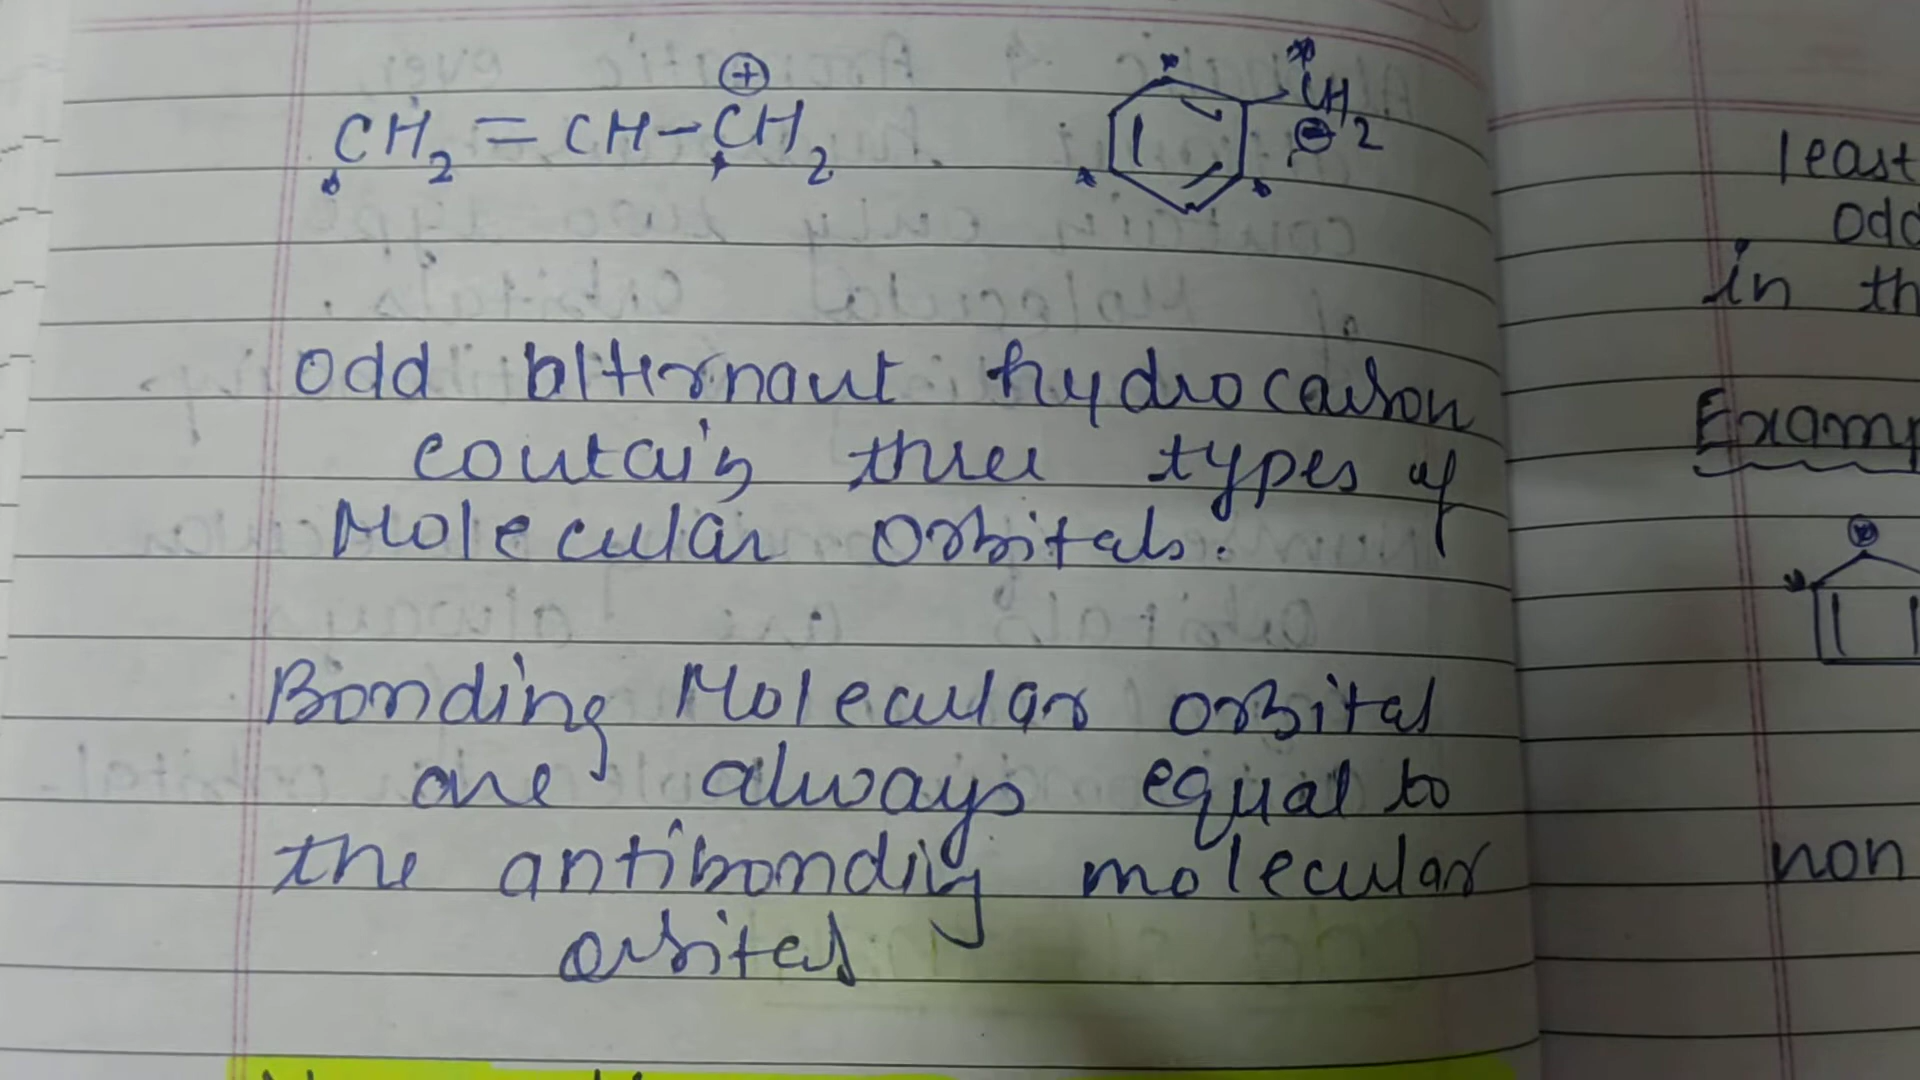 CH₂ = CH - CH₂ ⊕
CH₂ ⊖
Odd alternant hydrocarbon
contain three types of
Molecular Orbitals.
Bonding Molecular orbital
are always equal to
the antibonding molecular
orbital
least
odd
in th
Examp
non